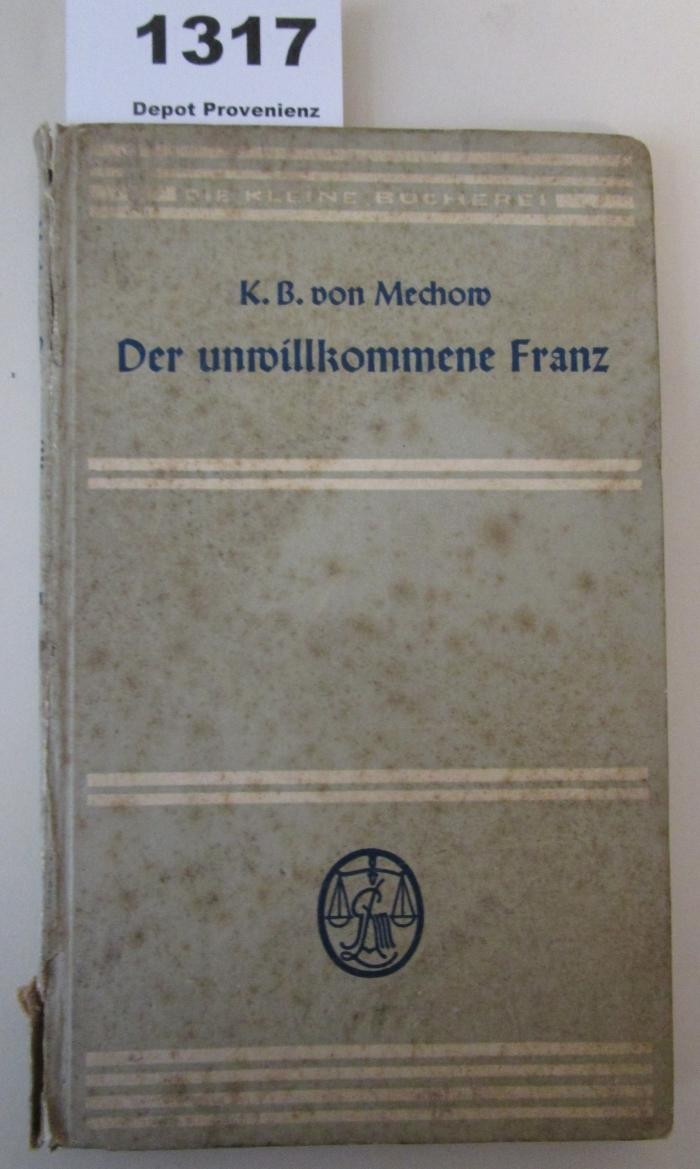 1317
Depot Provenienz
DIE KLEINE BÜCHEREI
K. B. von Mechow
Der unwillkommene Franz